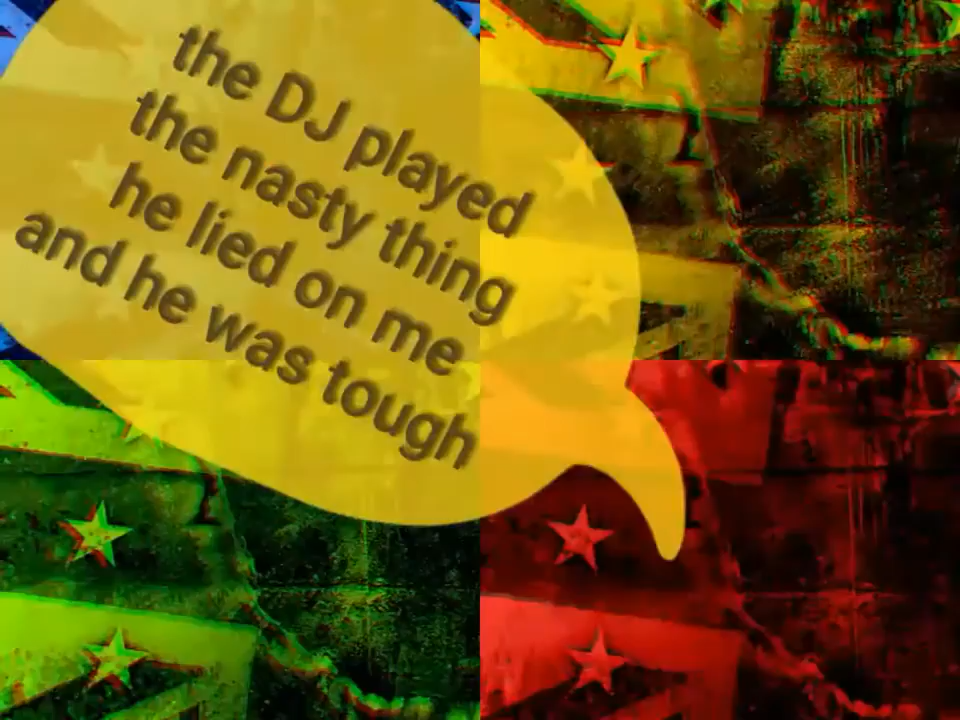 the DJ played
the nasty thing
he lied on me
and he was tough